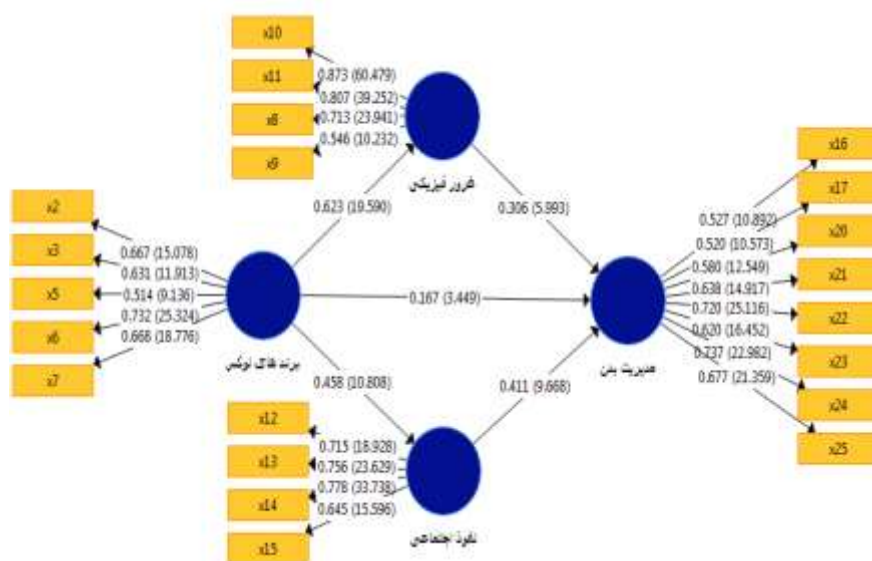 x10
x11
x8
x9
0.873 (60.479)
0.807 (39.252)
0.713 (23.941)
0.546 (10.232)
غرور فیزیکی
0.623 (19.590)
0.306 (5.993)
x2
x3
x5
x6
x7
0.667 (15.078)
0.631 (11.913)
0.514 (9.136)
0.732 (25.324)
0.668 (18.776)
برند های لوکس
0.167 (3.449)
0.458 (10.808)
0.411 (9.668)
x12
x13
x14
x15
0.715 (18.928)
0.756 (23.629)
0.778 (33.738)
0.645 (15.596)
نفوذ اجتماعی
مدیریت بدن
0.527 (10.892)
0.520 (10.573)
0.580 (12.549)
0.638 (14.917)
0.720 (25.116)
0.620 (16.452)
0.737 (22.982)
0.677 (21.359)
x16
x17
x20
x21
x22
x23
x24
x25